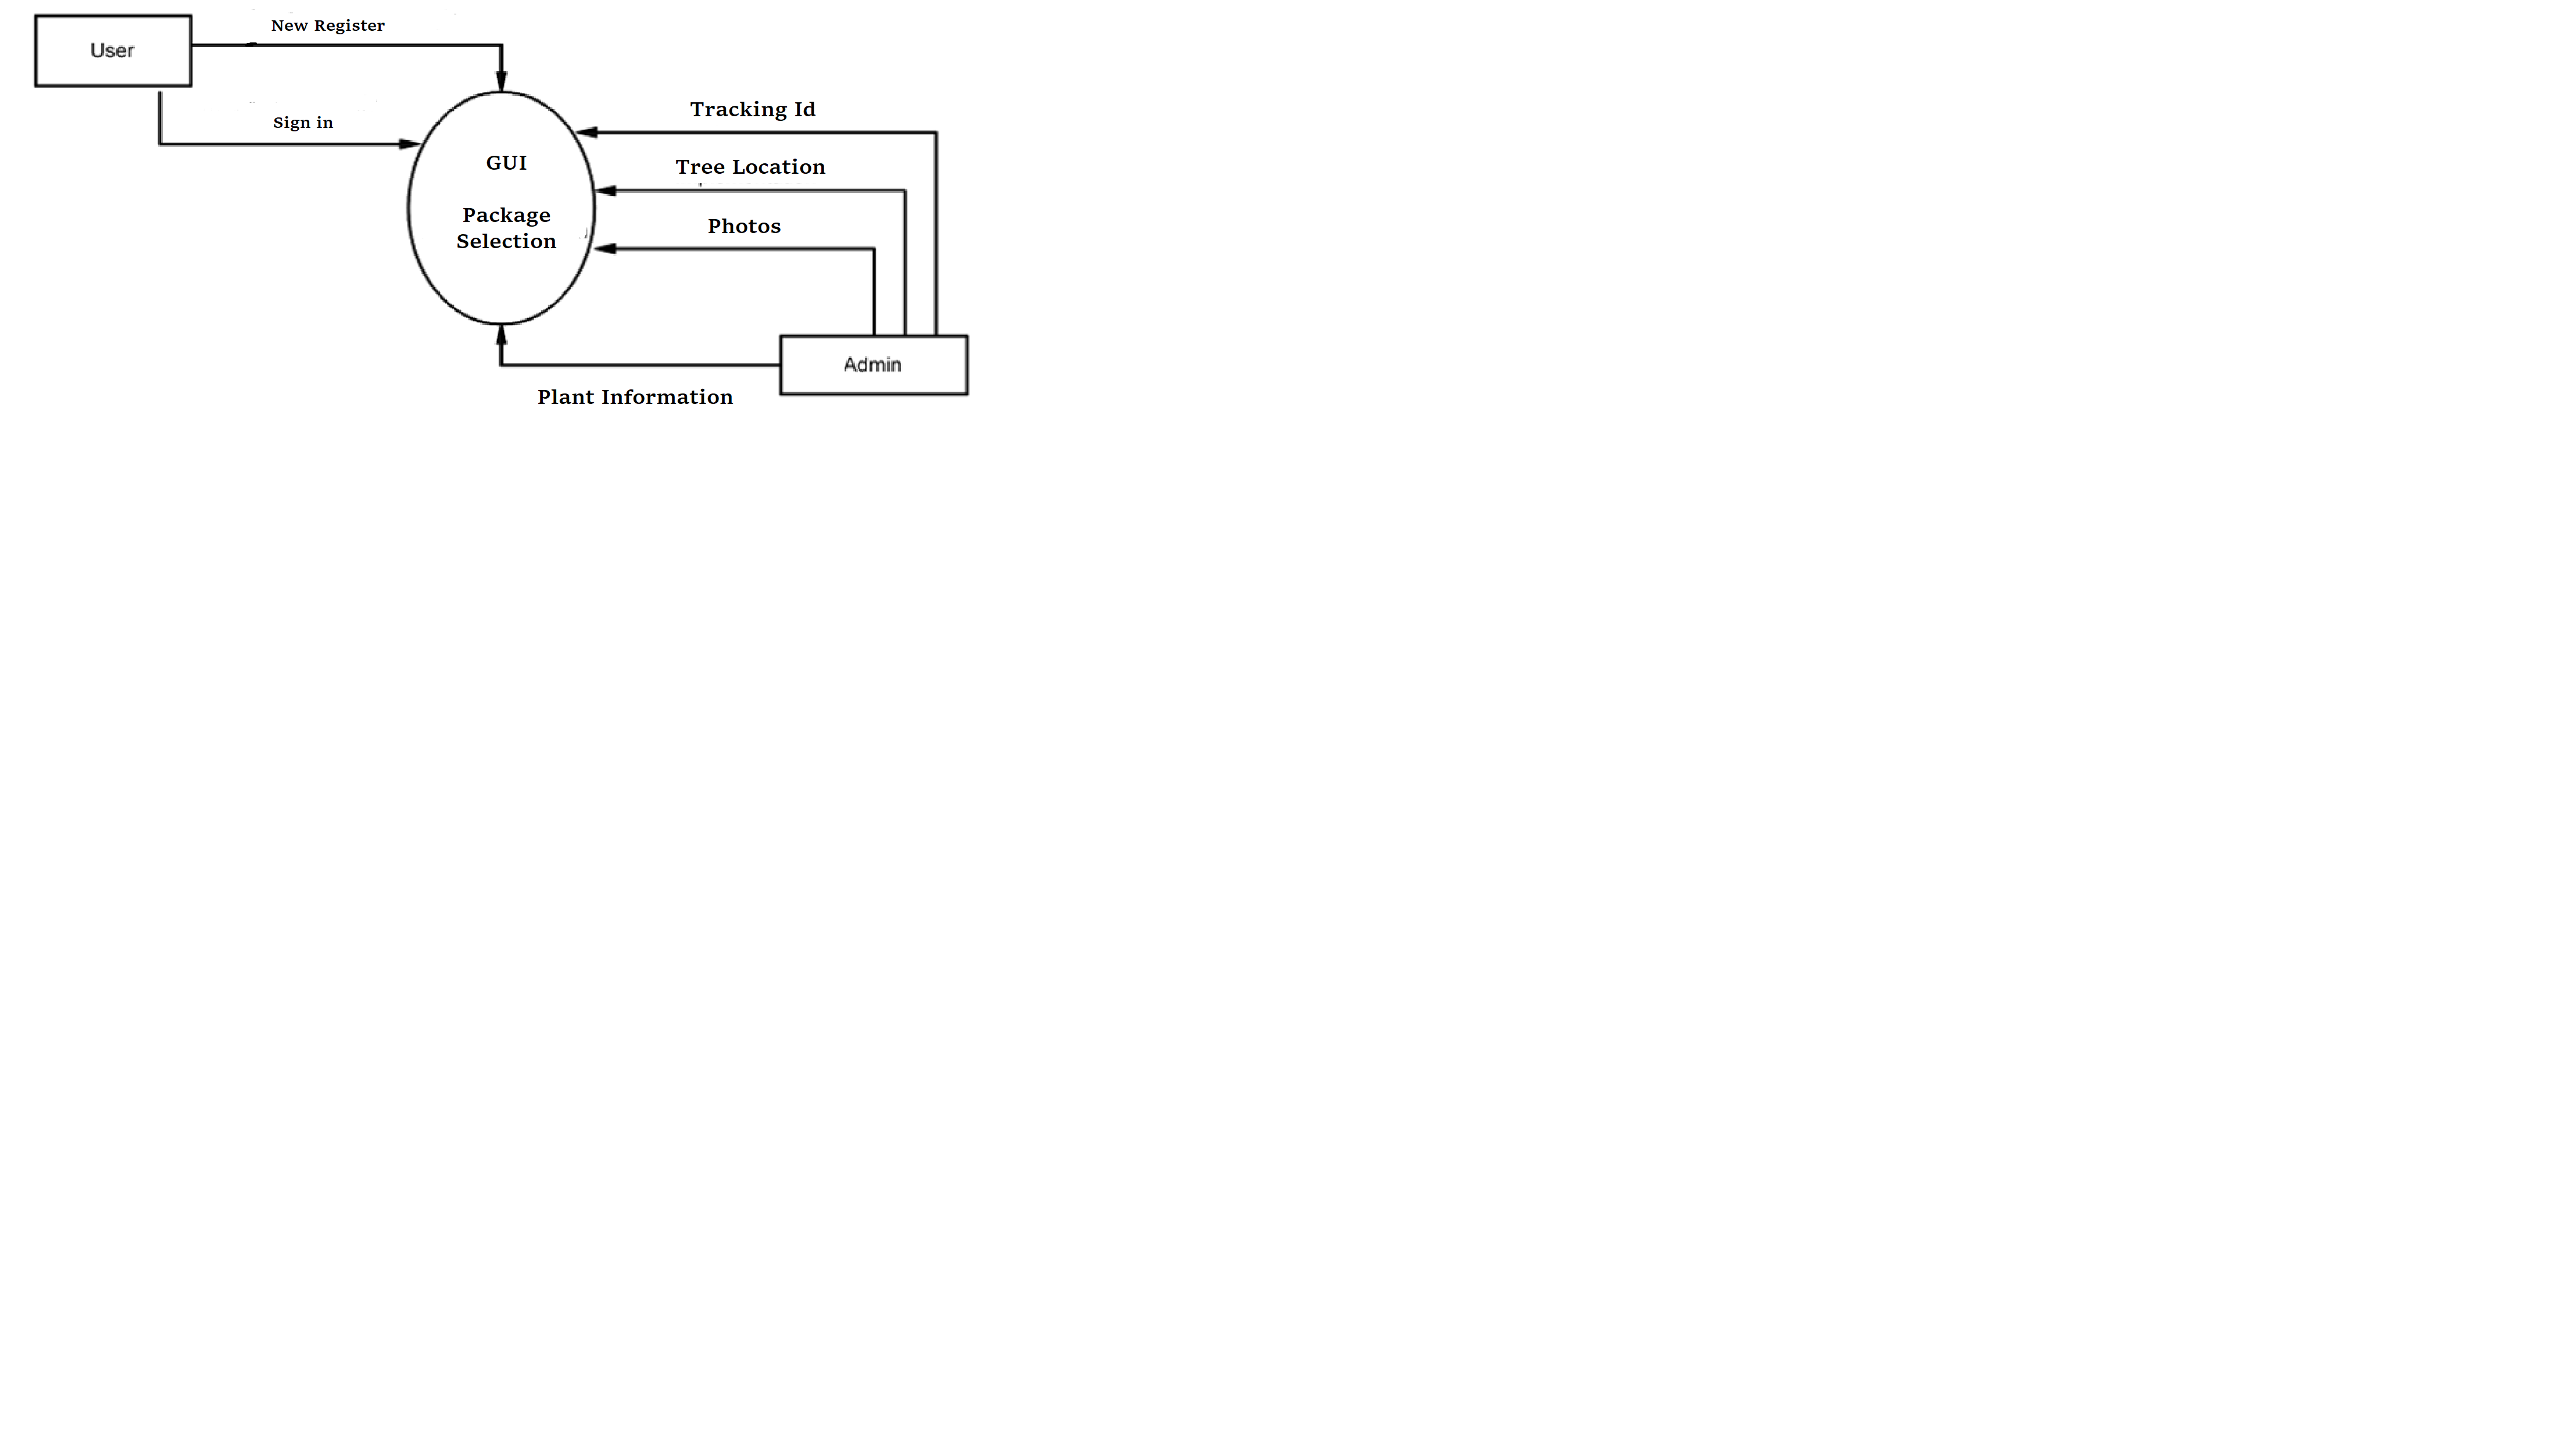 New Register
User
Sign in
GUI
Package
Selection
Tracking Id
Tree Location
Photos
Admin
Plant Information